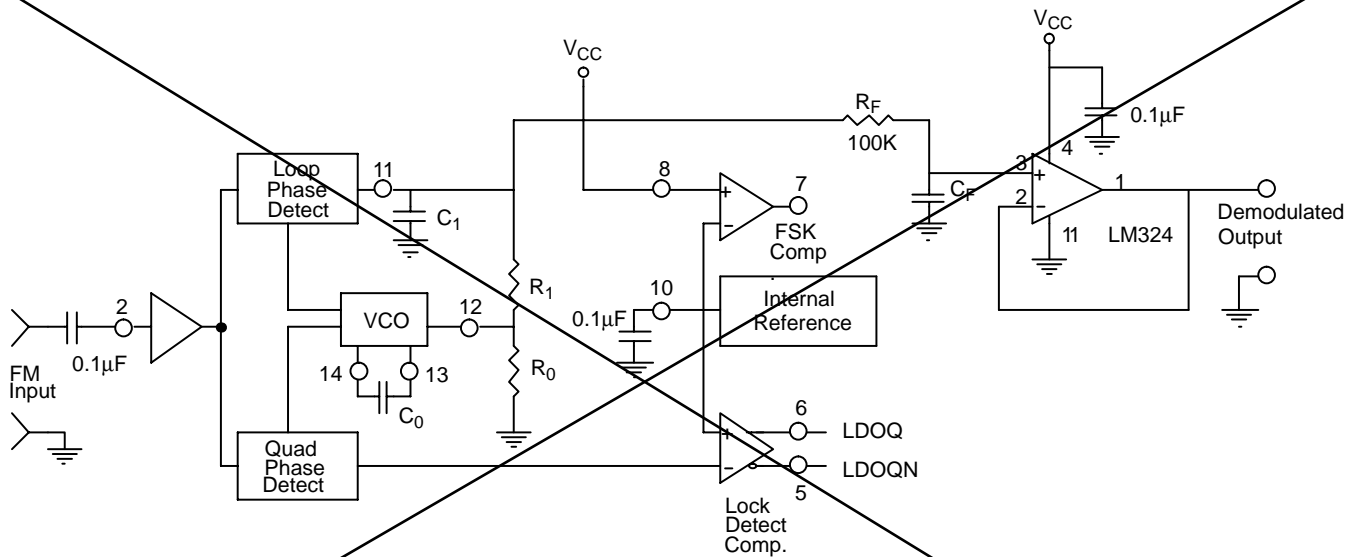 VCC
VCC
RF
100K
0.1µF
Loop
Phase
Detect
11
C1
8
+
−
7
FSK
Comp
CF
3
4
+
2
−
1
11
LM324
Demodulated
Output
R1
10
Internal
Reference
0.1µF
2
VCO
12
0.1µF
FM
Input
14
13
C0
R0
Quad
Phase
Detect
+
−
6
LDOQ
LDOQN
5
Lock
Detect
Comp.